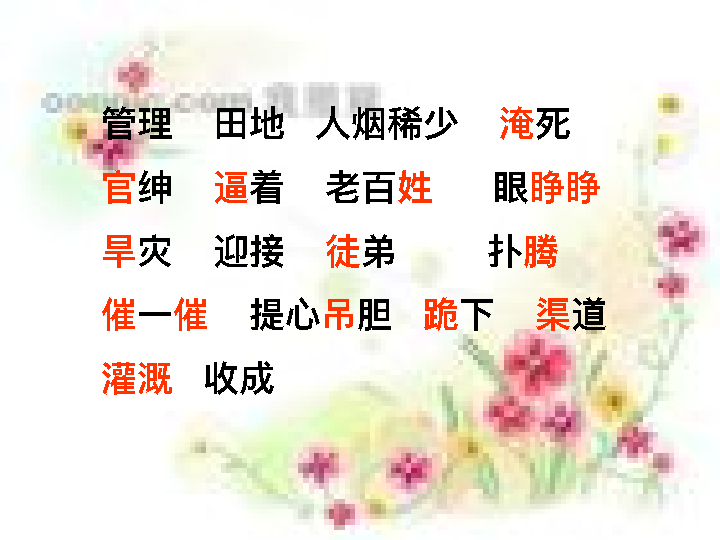 管理 田地 人烟稀少 淹死
官绅 逼着 老百姓 眼睁睁
旱灾 迎接 徒弟 扑腾
催一催 提心吊胆 跪下 渠道
灌溉 收成